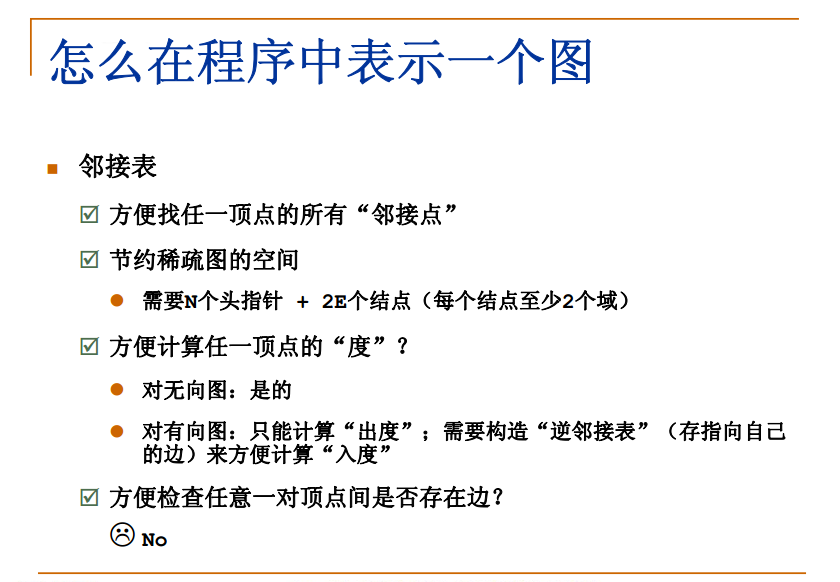 怎么在程序中表示一个图
邻接表
方便找任一顶点的所有“邻接点”
节约稀疏图的空间
需要N个头指针 + 2E个结点（每个结点至少2个域）
方便计算任一顶点的“度”？
对无向图：是的
对有向图：只能计算“出度”；需要构造“逆邻接表”（存指向自己
的边）来方便计算“入度”
方便检查任意一对顶点间是否存在边？
No